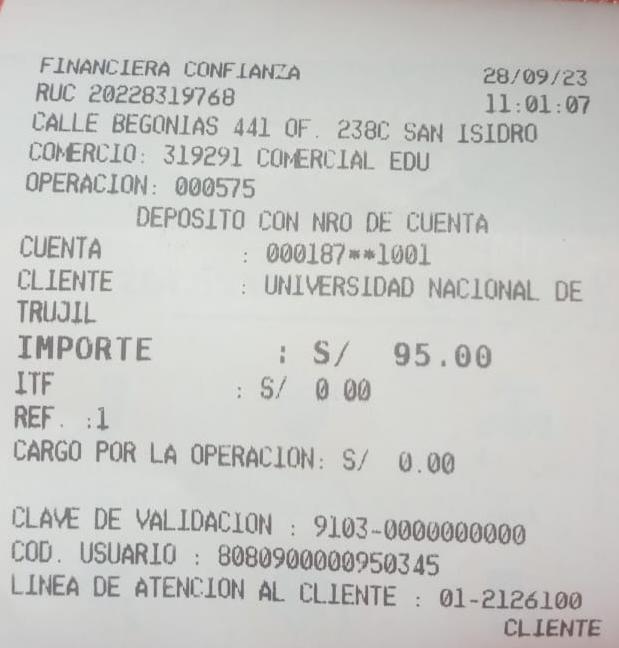 FINANCIERA CONFIANZA 28/09/23
RUC 20228319768 11:01:07
CALLE BEGONIAS 441 OF. 238C SAN ISIDRO
COMERCIO: 319291 COMERCIAL EDU
OPERACION: 000575
DEPOSITO CON NRO DE CUENTA
CUENTA : 000187**1001
CLIENTE : UNIVERSIDAD NACIONAL DE
TRUJIL
IMPORTE : S/ 95.00
ITF : S/ 0 00
REF. :1
CARGO POR LA OPERACION: S/ 0.00
CLAVE DE VALIDACION : 9103-0000000000
COD. USUARIO : 8080900000950345
LINEA DE ATENCION AL CLIENTE : 01-2126100
CLIENTE